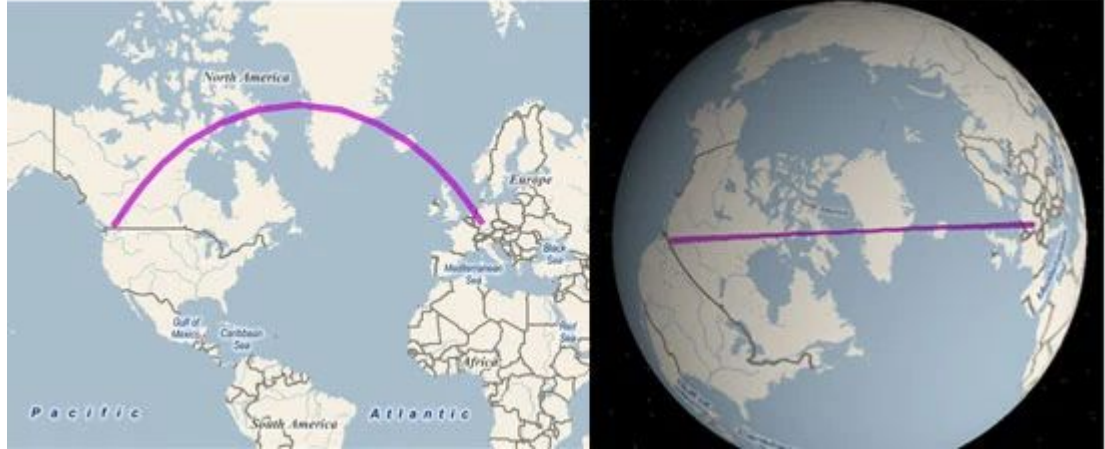 North America
Europe
Black
Sea
Mediterranean
Sea
Gulf of
Mexico
Caribbean
Sea
Red
Sea
Africa
Pacific
Atlantic
South America